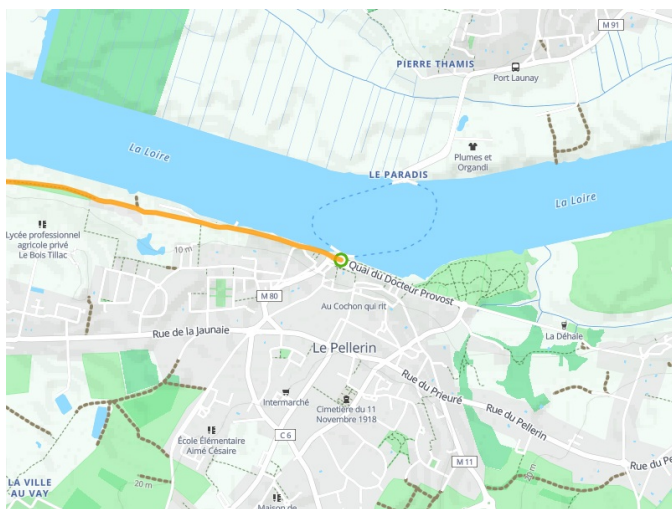 M 91
PIERRE THAMIS
Port Launay
La Loire
Plumes et
Organdi
LE PARADIS
La Loire
Lycée professionnel
agricole privé
Le Bois Tillac
10 m
Quai du Docteur Provost
M 80
Au Cochon qui rit
Rue de la Jaunaie
La Déhale
Le Pellerin
Rue du Prieuré
Intermarché
Cimetière du 11
Novembre 1918
Rue du Pellerin
C 6
École Élémentaire
Aimé Césaire
M 11
Rue du Pe
LA VILLE
AU VAY
20 m
Maison de